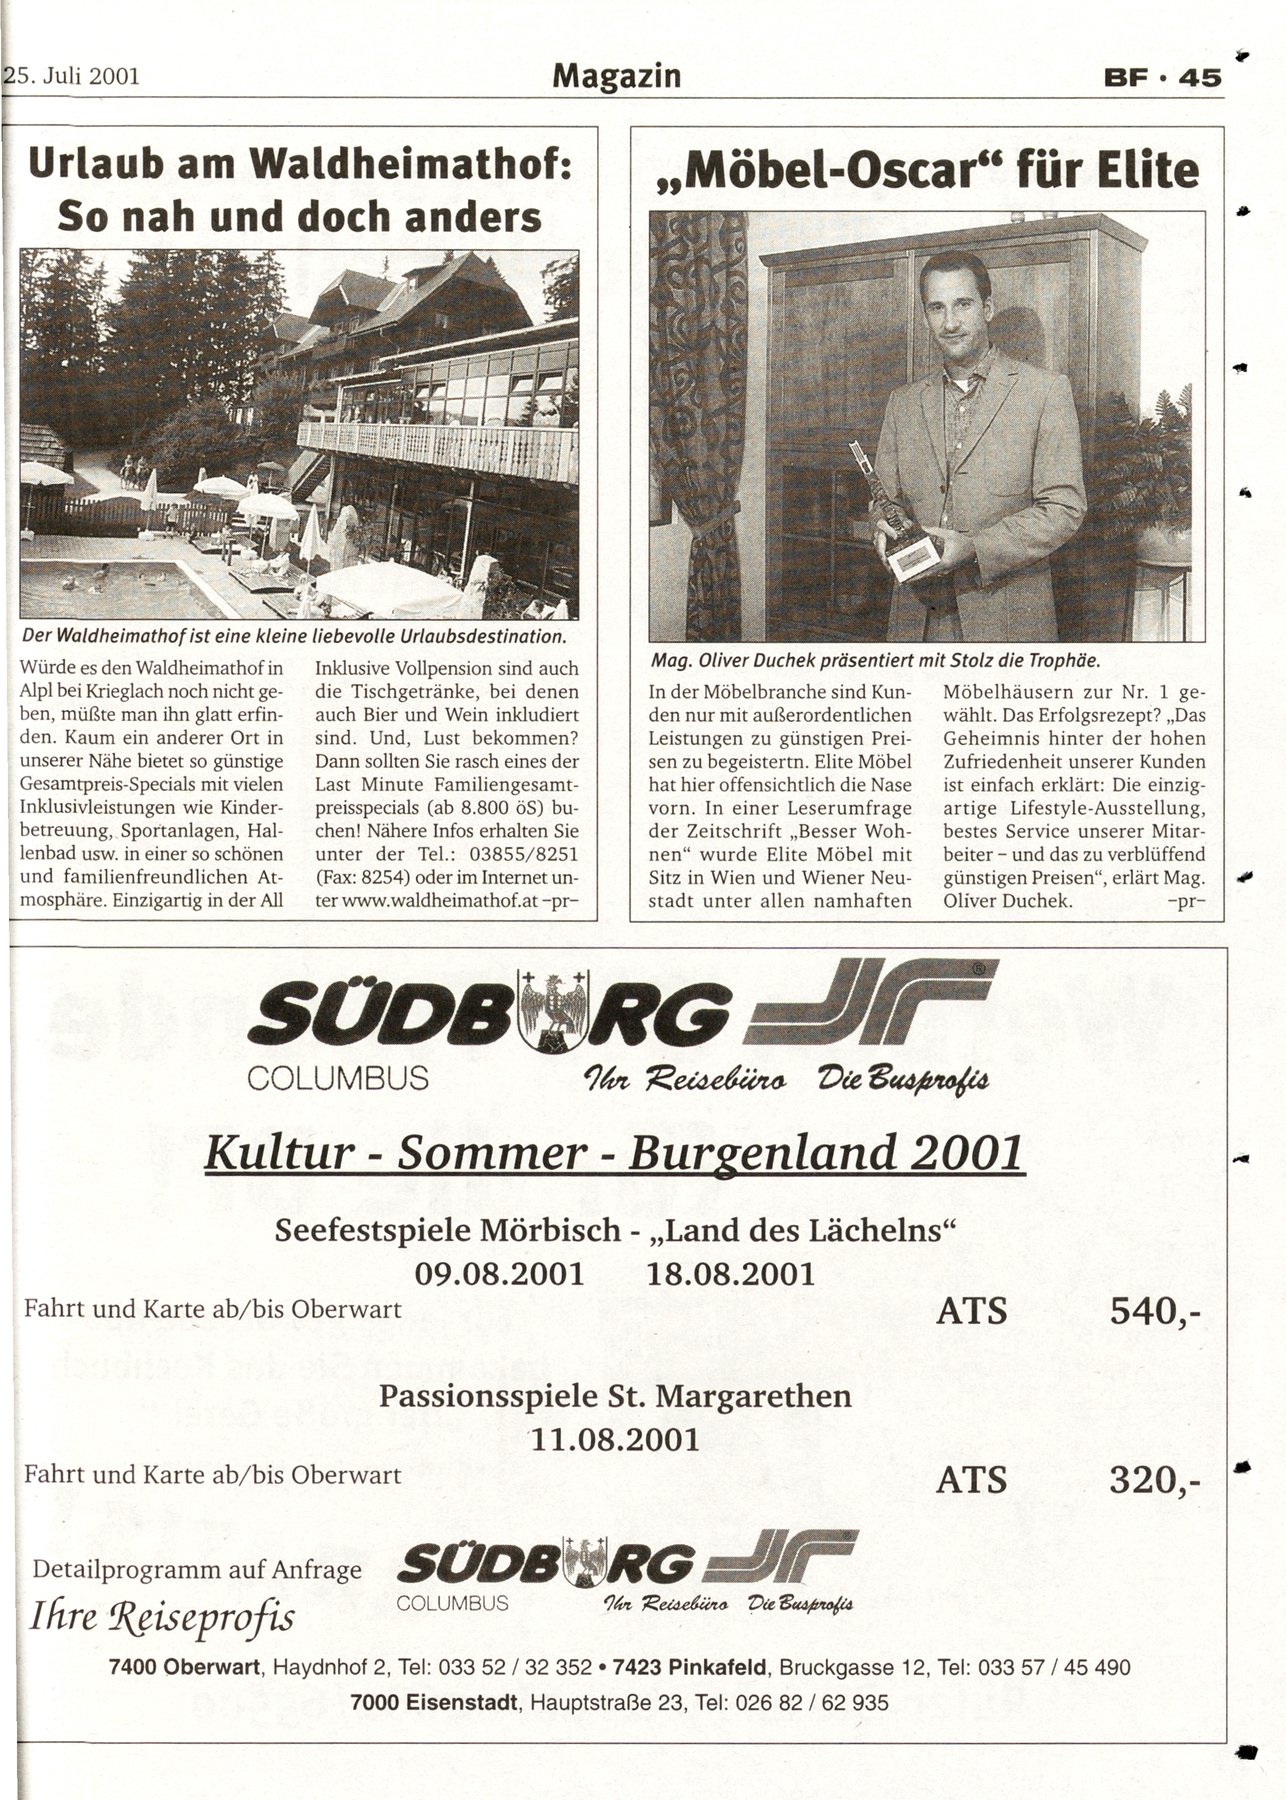 25. Juli 2001
Magazin
BF · 45
Urlaub am Waldheimathof:
So nah und doch anders
Der Waldheimathof ist eine kleine liebevolle Urlaubsdestination.
Würde es den Waldheimathof in
Alpl bei Krieglach noch nicht ge-
ben, müßte man ihn glatt erfin-
den. Kaum ein anderer Ort in
unserer Nähe bietet so günstige
Gesamtpreis-Specials mit vielen
Inklusivleistungen wie Kinder-
betreuung, Sportanlagen, Hal-
lenbad usw. in einer so schönen
und familienfreundlichen At-
mosphäre. Einzigartig in der All
Inklusive Vollpension sind auch
die Tischgetränke, bei denen
auch Bier und Wein inkludiert
sind. Und, Lust bekommen?
Dann sollten Sie rasch eines der
Last Minute Familiengesamt-
preisspecials (ab 8.800 öS) bu-
chen! Nähere Infos erhalten Sie
unter der Tel.: 03855/8251
(Fax: 8254) oder im Internet un-
ter www.waldheimathof.at –pr–
„Möbel-Oscar“ für Elite
Mag. Oliver Duchek präsentiert mit Stolz die Trophäe.
In der Möbelbranche sind Kun-
den nur mit außerordentlichen
Leistungen zu günstigen Prei-
sen zu begeistertn. Elite Möbel
hat hier offensichtlich die Nase
vorn. In einer Leserumfrage
der Zeitschrift „Besser Woh-
nen“ wurde Elite Möbel mit
Sitz in Wien und Wiener Neu-
stadt unter allen namhaften
Möbelhäusern zur Nr. 1 ge-
wählt. Das Erfolgsrezept? „Das
Geheimnis hinter der hohen
Zufriedenheit unserer Kunden
ist einfach erklärt: Die einzig-
artige Lifestyle-Ausstellung,
bestes Service unserer Mitar-
beiter – und das zu verblüffend
günstigen Preisen“, erlärt Mag.
Oliver Duchek. –pr–
SÜDBURG JR ®
COLUMBUS Ihr Reisebüro Die Busprofis
Kultur - Sommer - Burgenland 2001
Seefestspiele Mörbisch - „Land des Lächelns“
09.08.2001 18.08.2001
Fahrt und Karte ab/bis Oberwart ATS 540,-
Passionsspiele St. Margarethen
11.08.2001
Fahrt und Karte ab/bis Oberwart ATS 320,-
Detailprogramm auf Anfrage
Ihre Reiseprofis
SÜDBURG JR ®
COLUMBUS Ihr Reisebüro Die Busprofis
7400 Oberwart, Haydnhof 2, Tel: 033 52 / 32 352 • 7423 Pinkafeld, Bruckgasse 12, Tel: 033 57 / 45 490
7000 Eisenstadt, Hauptstraße 23, Tel: 026 82 / 62 935